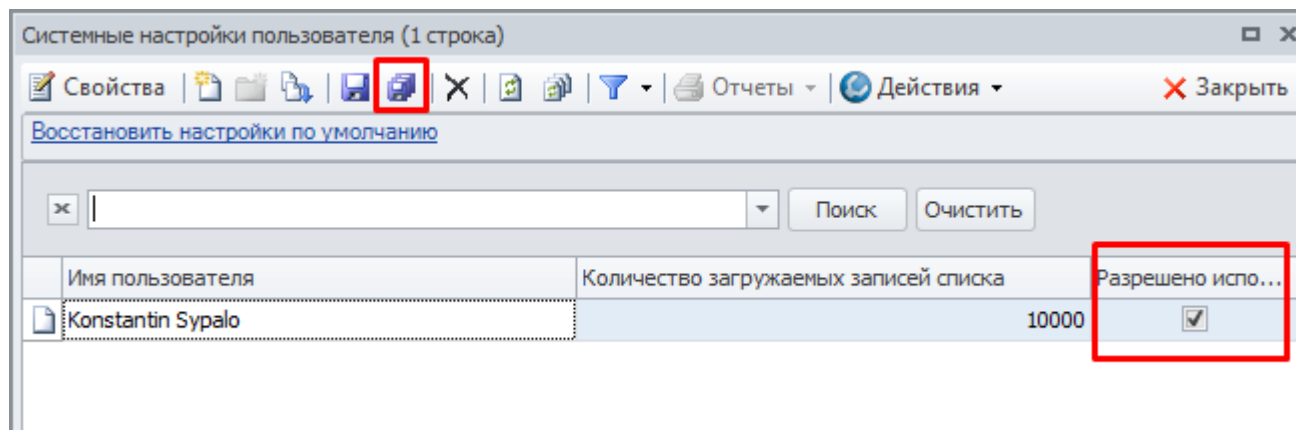 Системные настройки пользователя (1 строка)
Свойства Отчеты Действия Закрыть
Восстановить настройки по умолчанию
Поиск Очистить
Имя пользователя Количество загружаемых записей списка Разрешено испо...
Konstantin Sypalo 10000